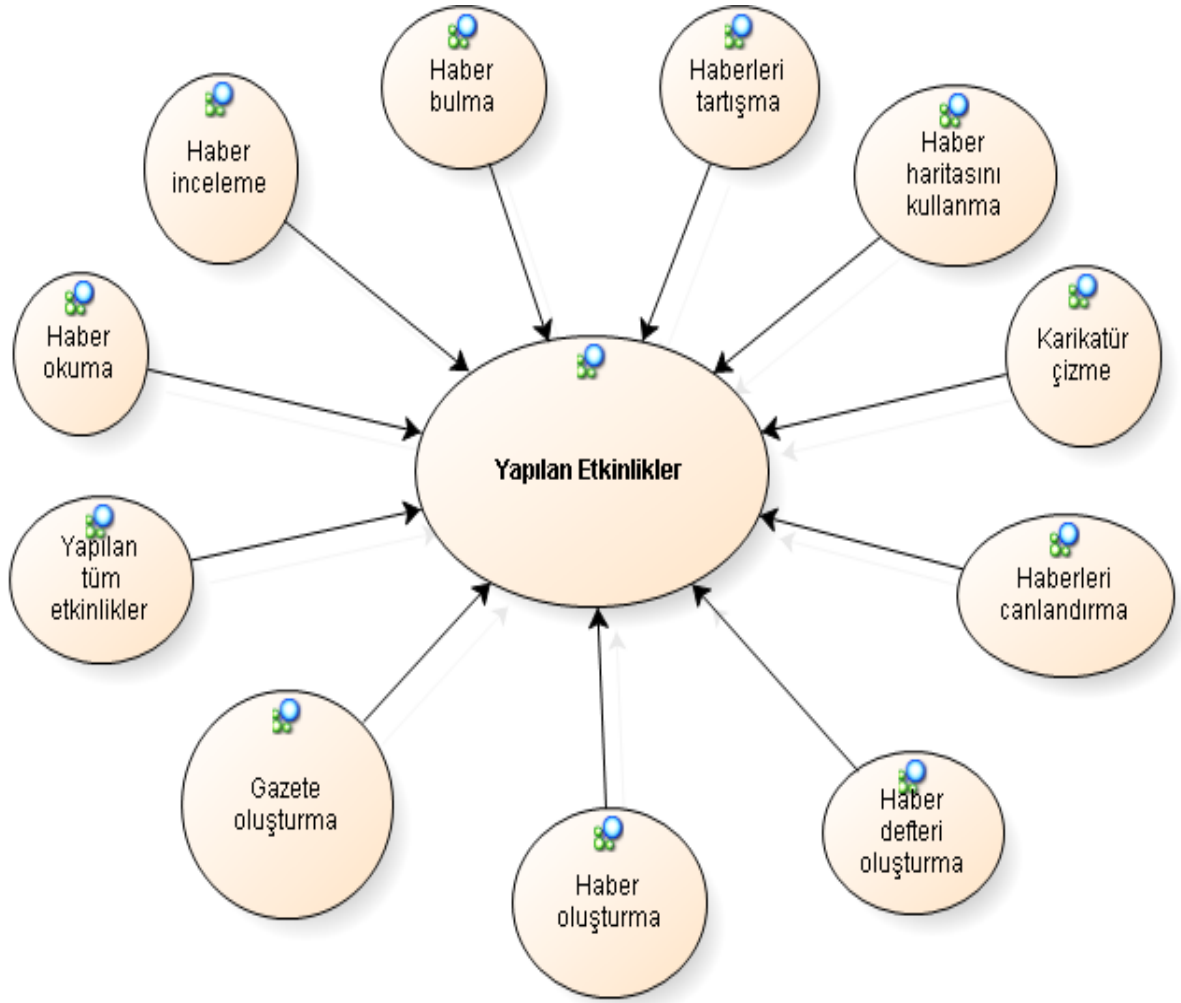 Haber
bulma
Haberleri
tartışma
Haber
haritasını
kullanma
Haber
inceleme
Karikatür
çizme
Haber
okuma
Yapılan Etkinlikler
Yapılan
tüm
etkinlikler
Haberleri
canlandırma
Gazete
oluşturma
Haber
defteri
oluşturma
Haber
oluşturma